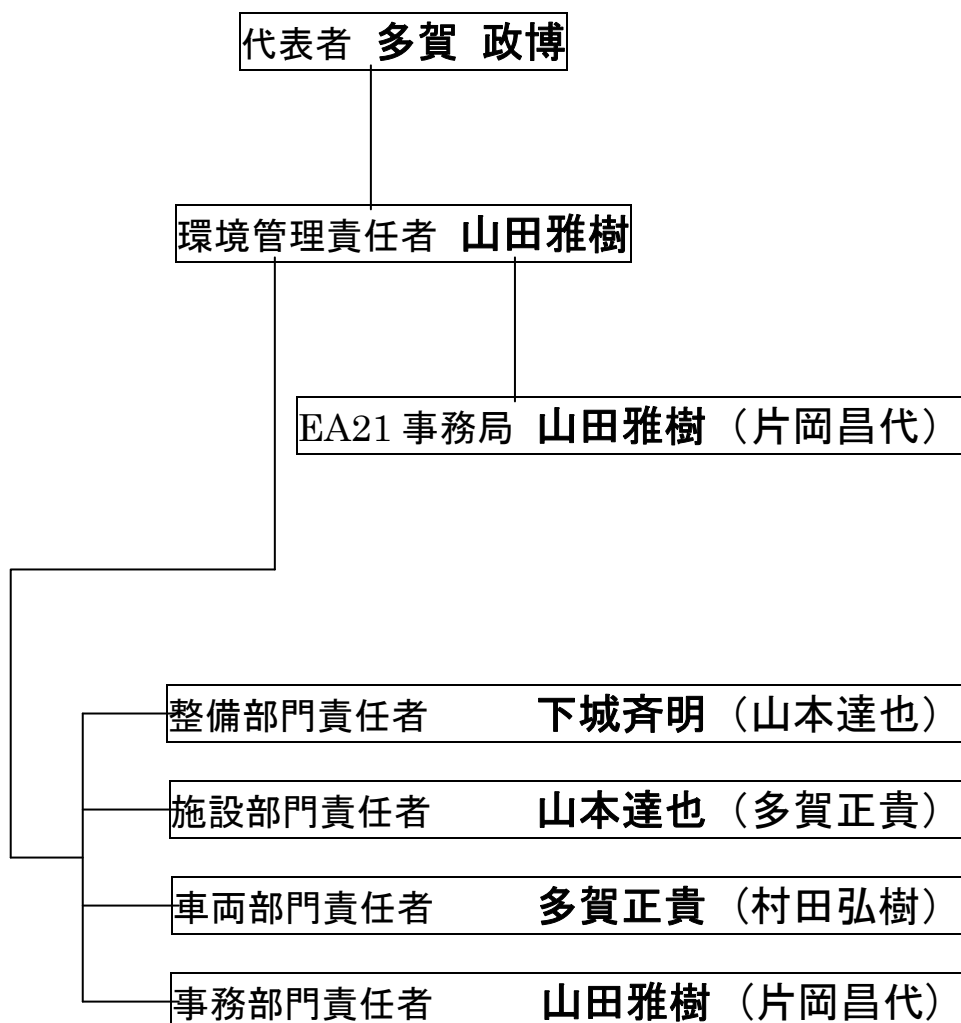 代表者 多賀 政博
環境管理責任者 山田雅樹
EA21 事務局 山田雅樹（片岡昌代）
整備部門責任者 下城斉明（山本達也）
施設部門責任者 山本達也（多賀正貴）
車両部門責任者 多賀正貴（村田弘樹）
事務部門責任者 山田雅樹（片岡昌代）